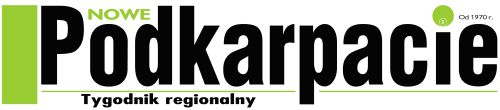 NOWE
Podkarpacie
Od 1970 r.
Tygodnik regionalny